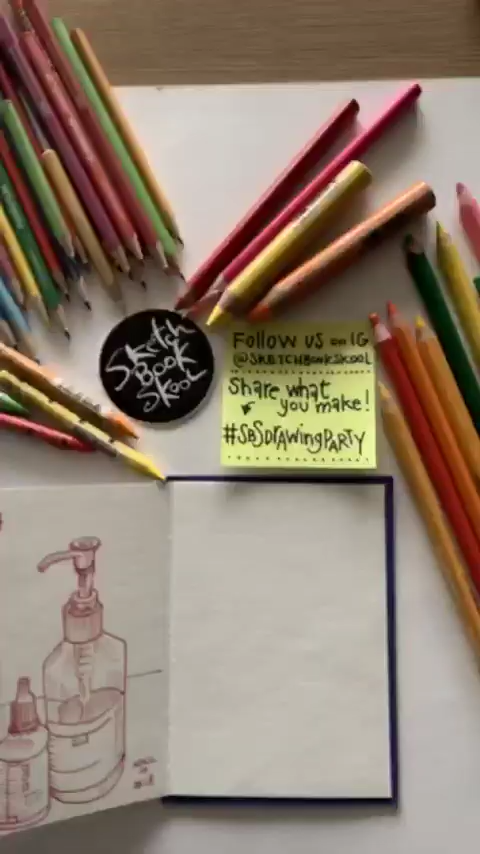 Sketch
Book
Skool
Follow us on IG
@SketchBookSkool
Share what
you make!
#SBSDrawingParty